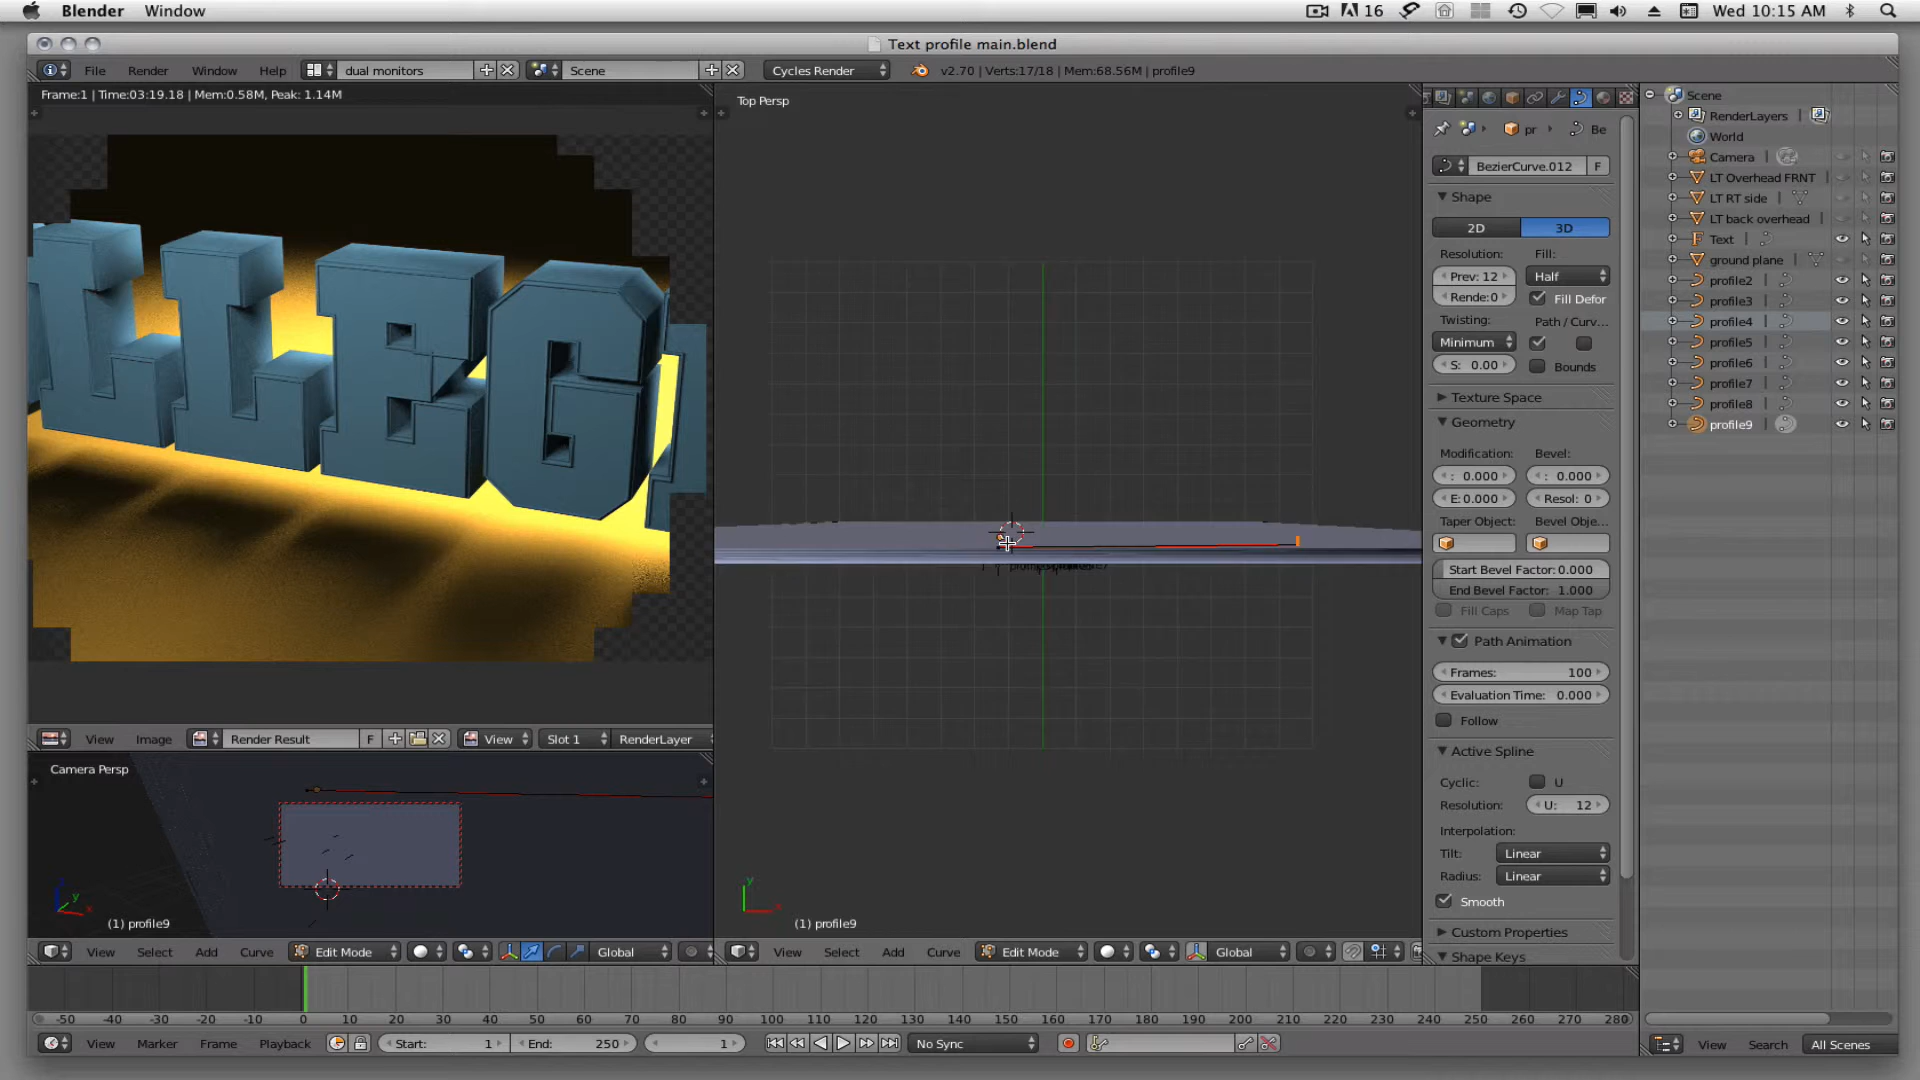 Blender Window 16 Wed 10:15 AM
Text profile main.blend
File Render Window Help dual monitors Scene Cycles Render v2.70 | Verts:17/18 | Mem:68.56M | profile9
Frame:1 | Time:03:19.18 | Mem:0.58M, Peak: 1.14M
LLEG
View Image Render Result F View Slot 1 RenderLayer
Camera Persp
y
x
(1) profile9
View Select Add Curve Edit Mode Global
Top Persp
y
(1) profile9
View Select Add Curve Edit Mode Global
pr Be
BezierCurve.012 F
Shape
2D 3D
Resolution: Fill:
Prev: 12 Half
Rende:0 Fill Defor
Twisting: Path / Curv...
Minimum
S: 0.00 Bounds
Texture Space
Geometry
Modification: Bevel:
: 0.000 : 0.000
E:0.000 Resol: 0
Taper Object: Bevel Obje...
Start Bevel Factor:0.000
End Bevel Factor: 1.000
Fill Caps Map Tap
Path Animation
Frames: 100
Evaluation Time: 0.000
Follow
Active Spline
Cyclic: U
Resolution: U: 12
Interpolation:
Tilt: Linear
Radius: Linear
Smooth
Custom Properties
Shape Keys
Scene
RenderLayers |
World
Camera |
LT Overhead FRNT |
LT RT side |
LT back overhead |
Text |
ground plane |
profile2 |
profile3 |
profile4 |
profile5 |
profile6 |
profile7 |
profile8 |
profile9 |
-50 -40 -30 -20 -10 0 10 20 30 40 50 60 70 80 90 100 110 120 130 140 150 160 170 180 190 200 210 220 230 240 250 260 270 280
View Marker Frame Playback Start: 1 End: 250 1 No Sync
View Search All Scenes